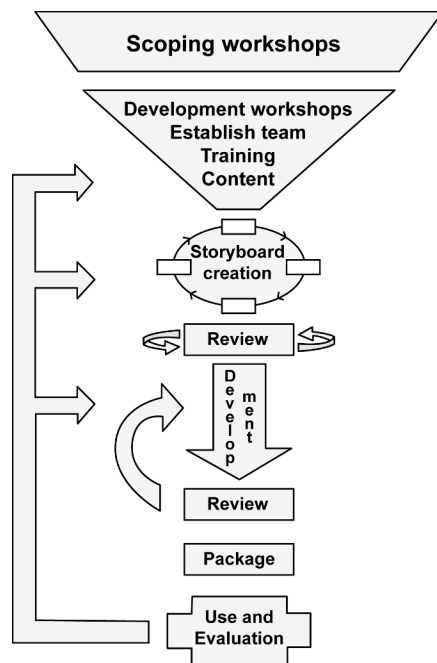 Scoping workshops
Development workshops
Establish team
Training
Content
Storyboard
creation
Review
Develop
ment
Review
Package
Use and
Evaluation